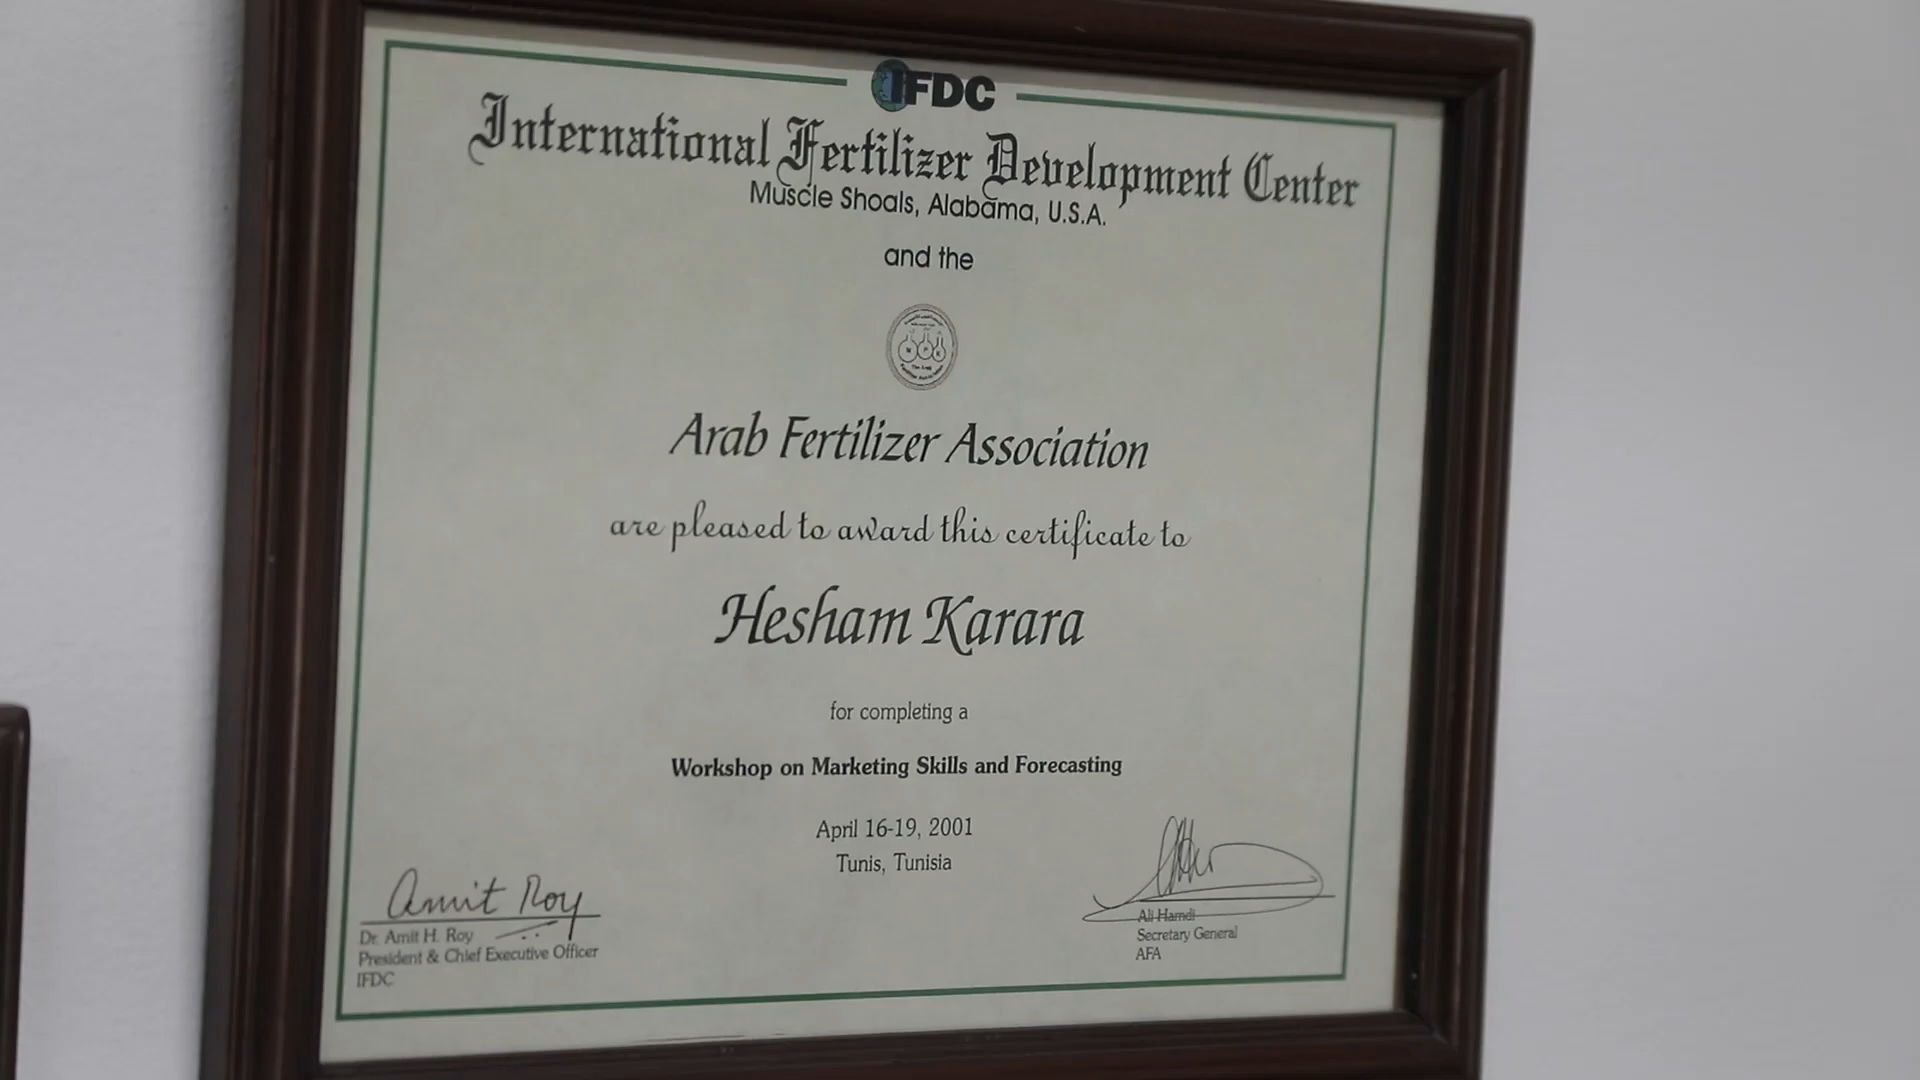 IFDC
International Fertilizer Development Center
Muscle Shoals, Alabama, U.S.A.
and the
Arab Fertilizer Association
are pleased to award this certificate to
Hesham Karara
for completing a
Workshop on Marketing Skills and Forecasting
April 16-19, 2001
Tunis, Tunisia
Amit Roy
Dr. Amit H. Roy
President & Chief Executive Officer
IFDC
Ali Hamdi
Secretary General
AFA